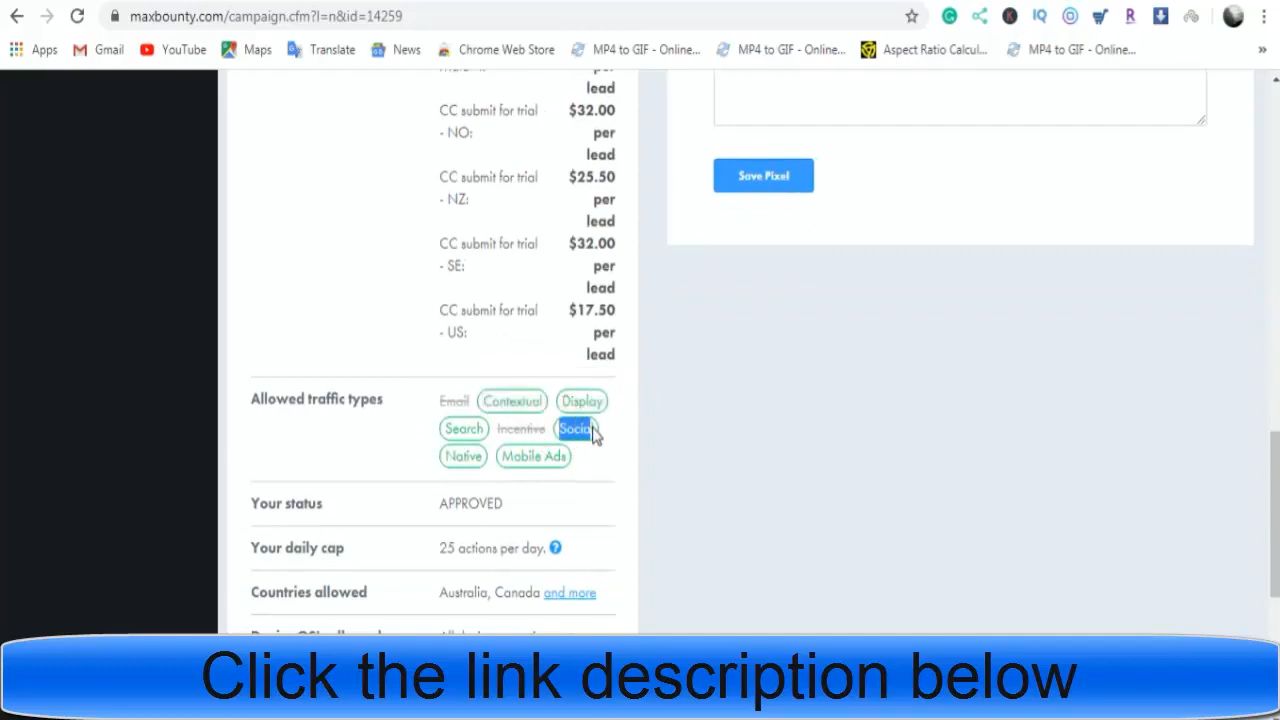 maxbounty.com/campaign.cfm?l=n&id=14259
Apps Gmail YouTube Maps Translate News Chrome Web Store MP4 to GIF - Online... MP4 to GIF - Online... Aspect Ratio Calcul... MP4 to GIF - Online... »
per
lead
CC submit for trial $32.00
- NO: per
lead
CC submit for trial $25.50
- NZ: per
lead
CC submit for trial $32.00
- SE: per
lead
CC submit for trial $17.50
- US: per
lead
Save Pixel
Allowed traffic types Email Contextual Display
Search Incentive Social
Native Mobile Ads
Your status APPROVED
Your daily cap 25 actions per day. ?
Countries allowed Australia, Canada and more
Click the link description below